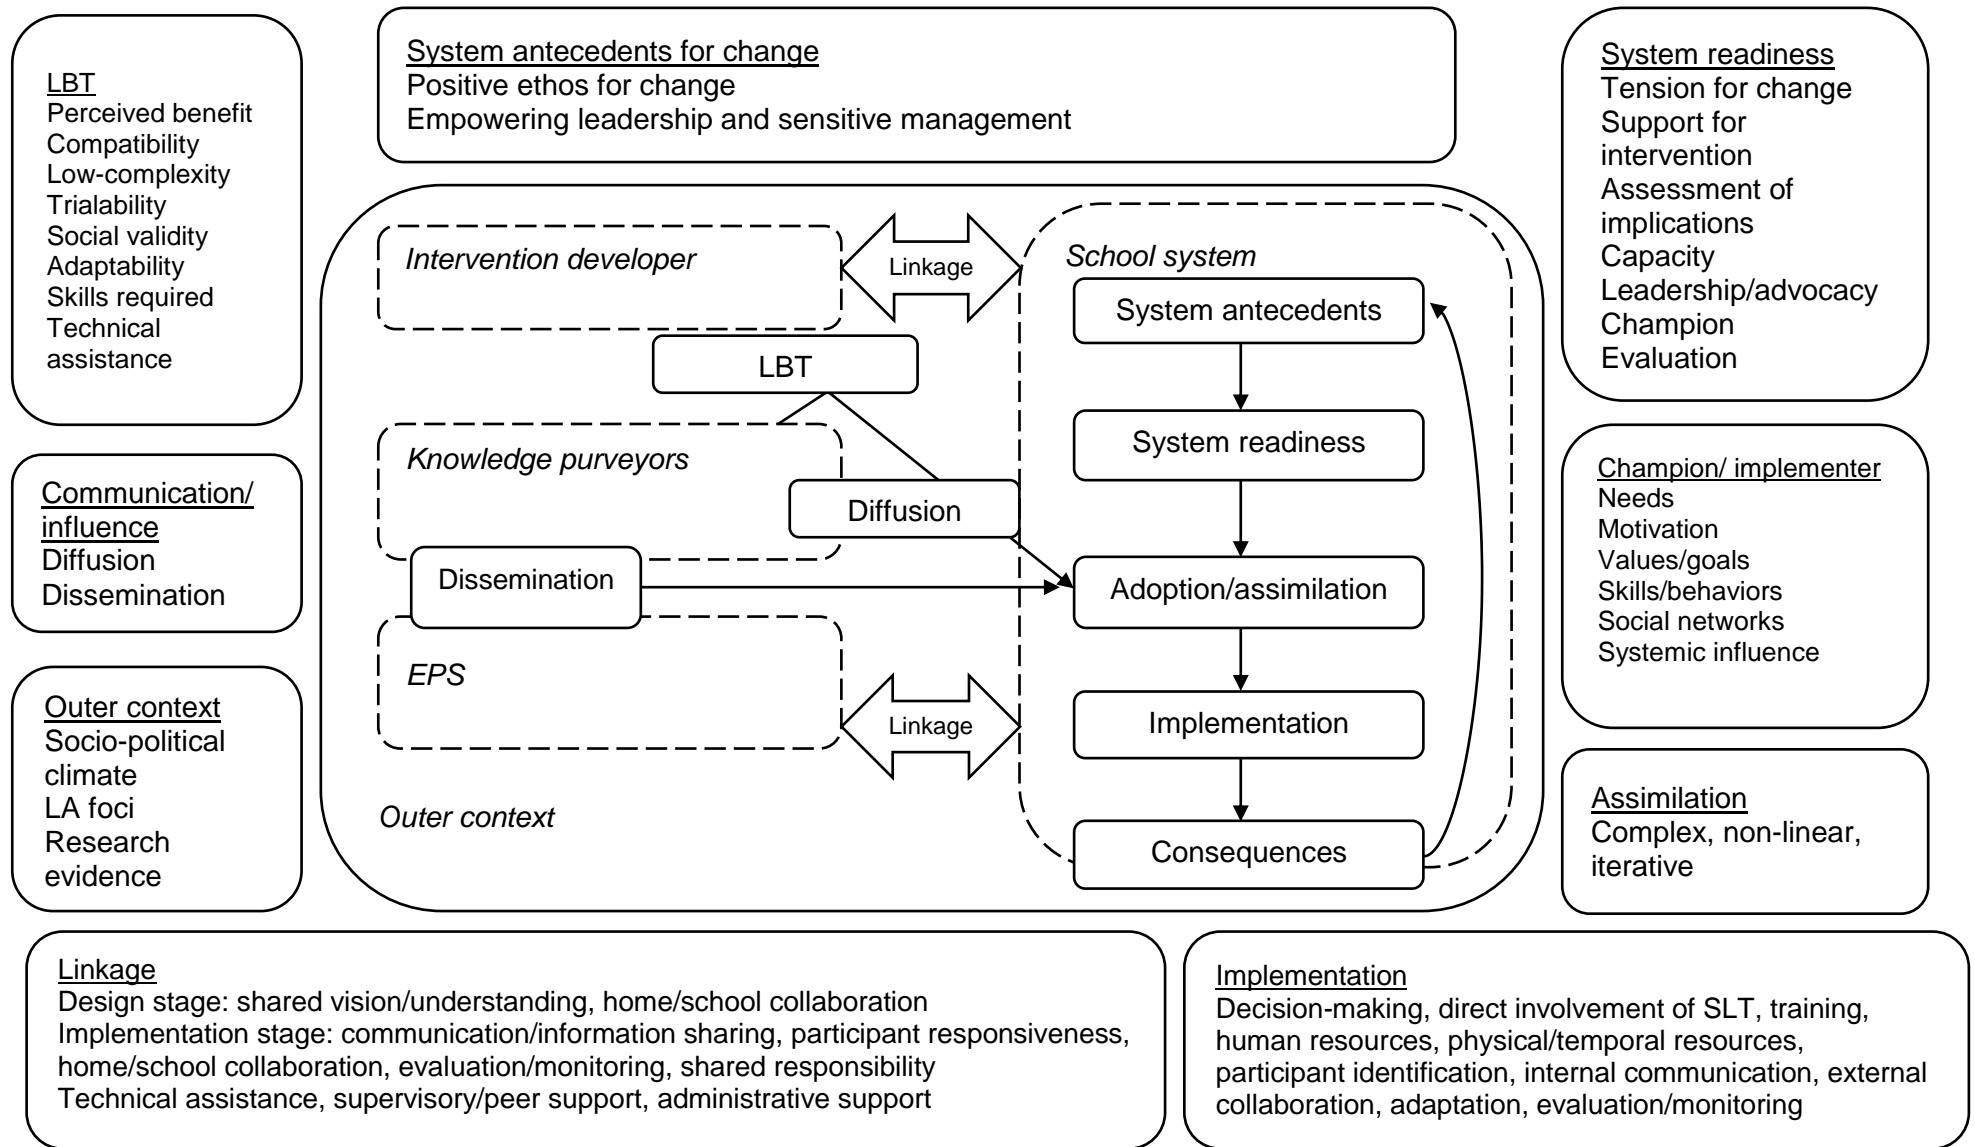 LBT
Perceived benefit
Compatibility
Low-complexity
Trialability
Social validity
Adaptability
Skills required
Technical
assistance
Communication/
influence
Diffusion
Dissemination
Outer context
Socio-political
climate
LA foci
Research
evidence
System antecedents for change
Positive ethos for change
Empowering leadership and sensitive management
Intervention developer
Linkage
LBT
Knowledge purveyors
Diffusion
Dissemination
EPS
Linkage
Outer context
School system
System antecedents
System readiness
Adoption/assimilation
Implementation
Consequences
System readiness
Tension for change
Support for
intervention
Assessment of
implications
Capacity
Leadership/advocacy
Champion
Evaluation
Champion/ implementer
Needs
Motivation
Values/goals
Skills/behaviors
Social networks
Systemic influence
Assimilation
Complex, non-linear,
iterative
Linkage
Design stage: shared vision/understanding, home/school collaboration
Implementation stage: communication/information sharing, participant responsiveness,
home/school collaboration, evaluation/monitoring, shared responsibility
Technical assistance, supervisory/peer support, administrative support
Implementation
Decision-making, direct involvement of SLT, training,
human resources, physical/temporal resources,
participant identification, internal communication, external
collaboration, adaptation, evaluation/monitoring